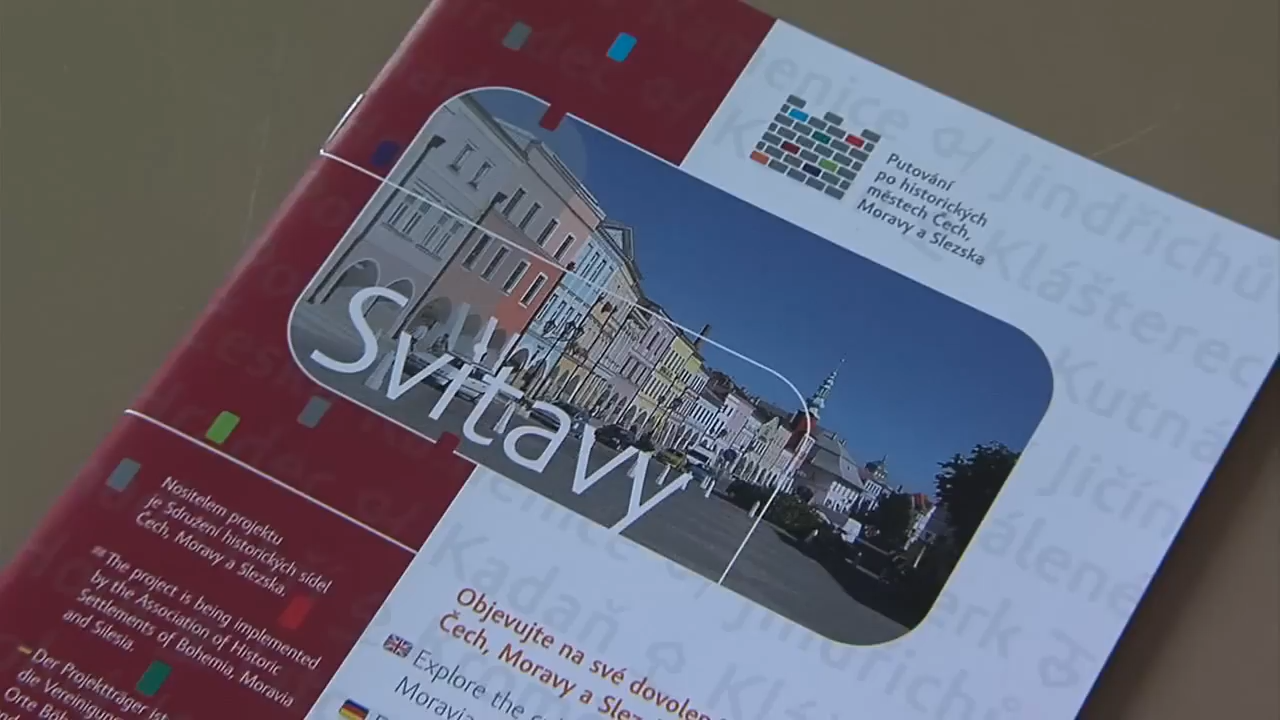 Putování
po historických
městech Čech,
Moravy a Slezska
Svitavy
Nositelem projektu
je Sdružení historických sídel
Čech, Moravy a Slezska.
The project is being implemented
by the Association of Historic
Settlements of Bohemia, Moravia
and Silesia.
Der Projektträger ist
die Vereinigung
Orte
Objevujte na své dovolené
Čech, Moravy a
Explore the
Moravia
Jindřichů
Klášterec
Kutná
Jičín
Kadaň